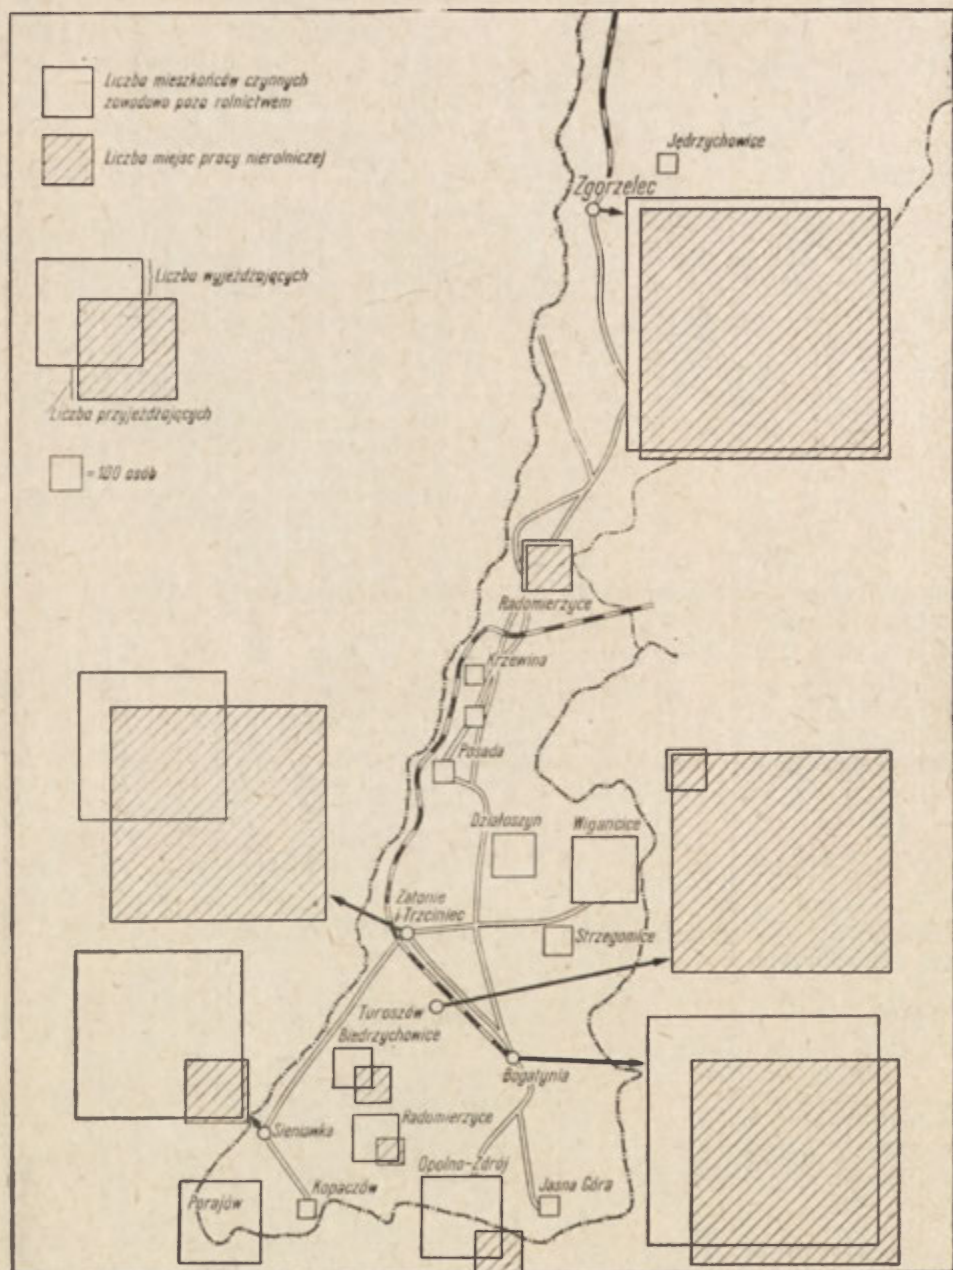 Liczba mieszkańców czynnych
zawodowo poza rolnictwem
Liczba miejsc pracy nierolniczej
Liczba wyjeżdżających
Liczba przyjeżdżających
= 100 osób
Jędrzychowice
Zgorzelec
Radomierzyce
Krzewina
Posada
Działoszyn
Wigancice
Zatonie
i Trzciniec
Strzegomice
Turoszów
Biedrzychowice
Bogatynia
Radomierzyce
Sieniawka
Opolno-Zdrój
Porajów
Kopaczów
Jasna Góra